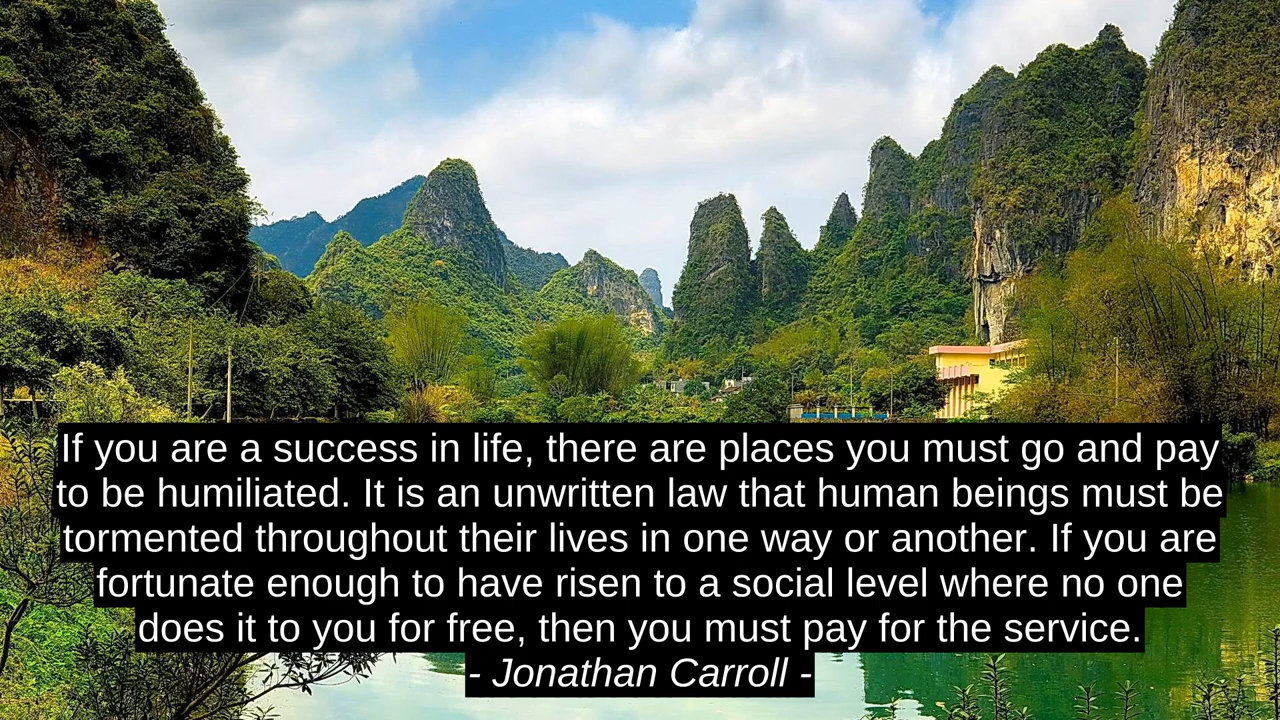 If you are a success in life, there are places you must go and pay
to be humiliated. It is an unwritten law that human beings must be
tormented throughout their lives in one way or another. If you are
fortunate enough to have risen to a social level where no one
does it to you for free, then you must pay for the service.
- Jonathan Carroll -